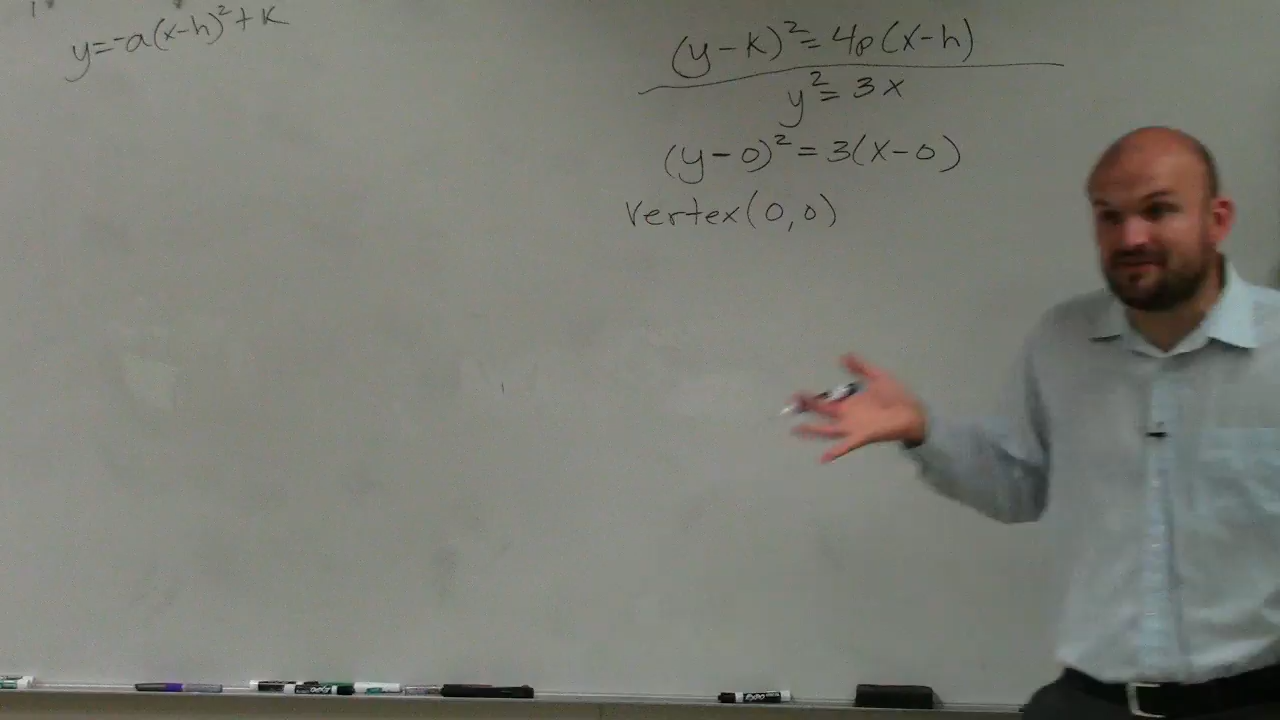 y=-a(x-h)²+k
(y-k)²=4p(x-h)
y²=3x
(y-0)²=3(x-0)
Vertex(0,0)